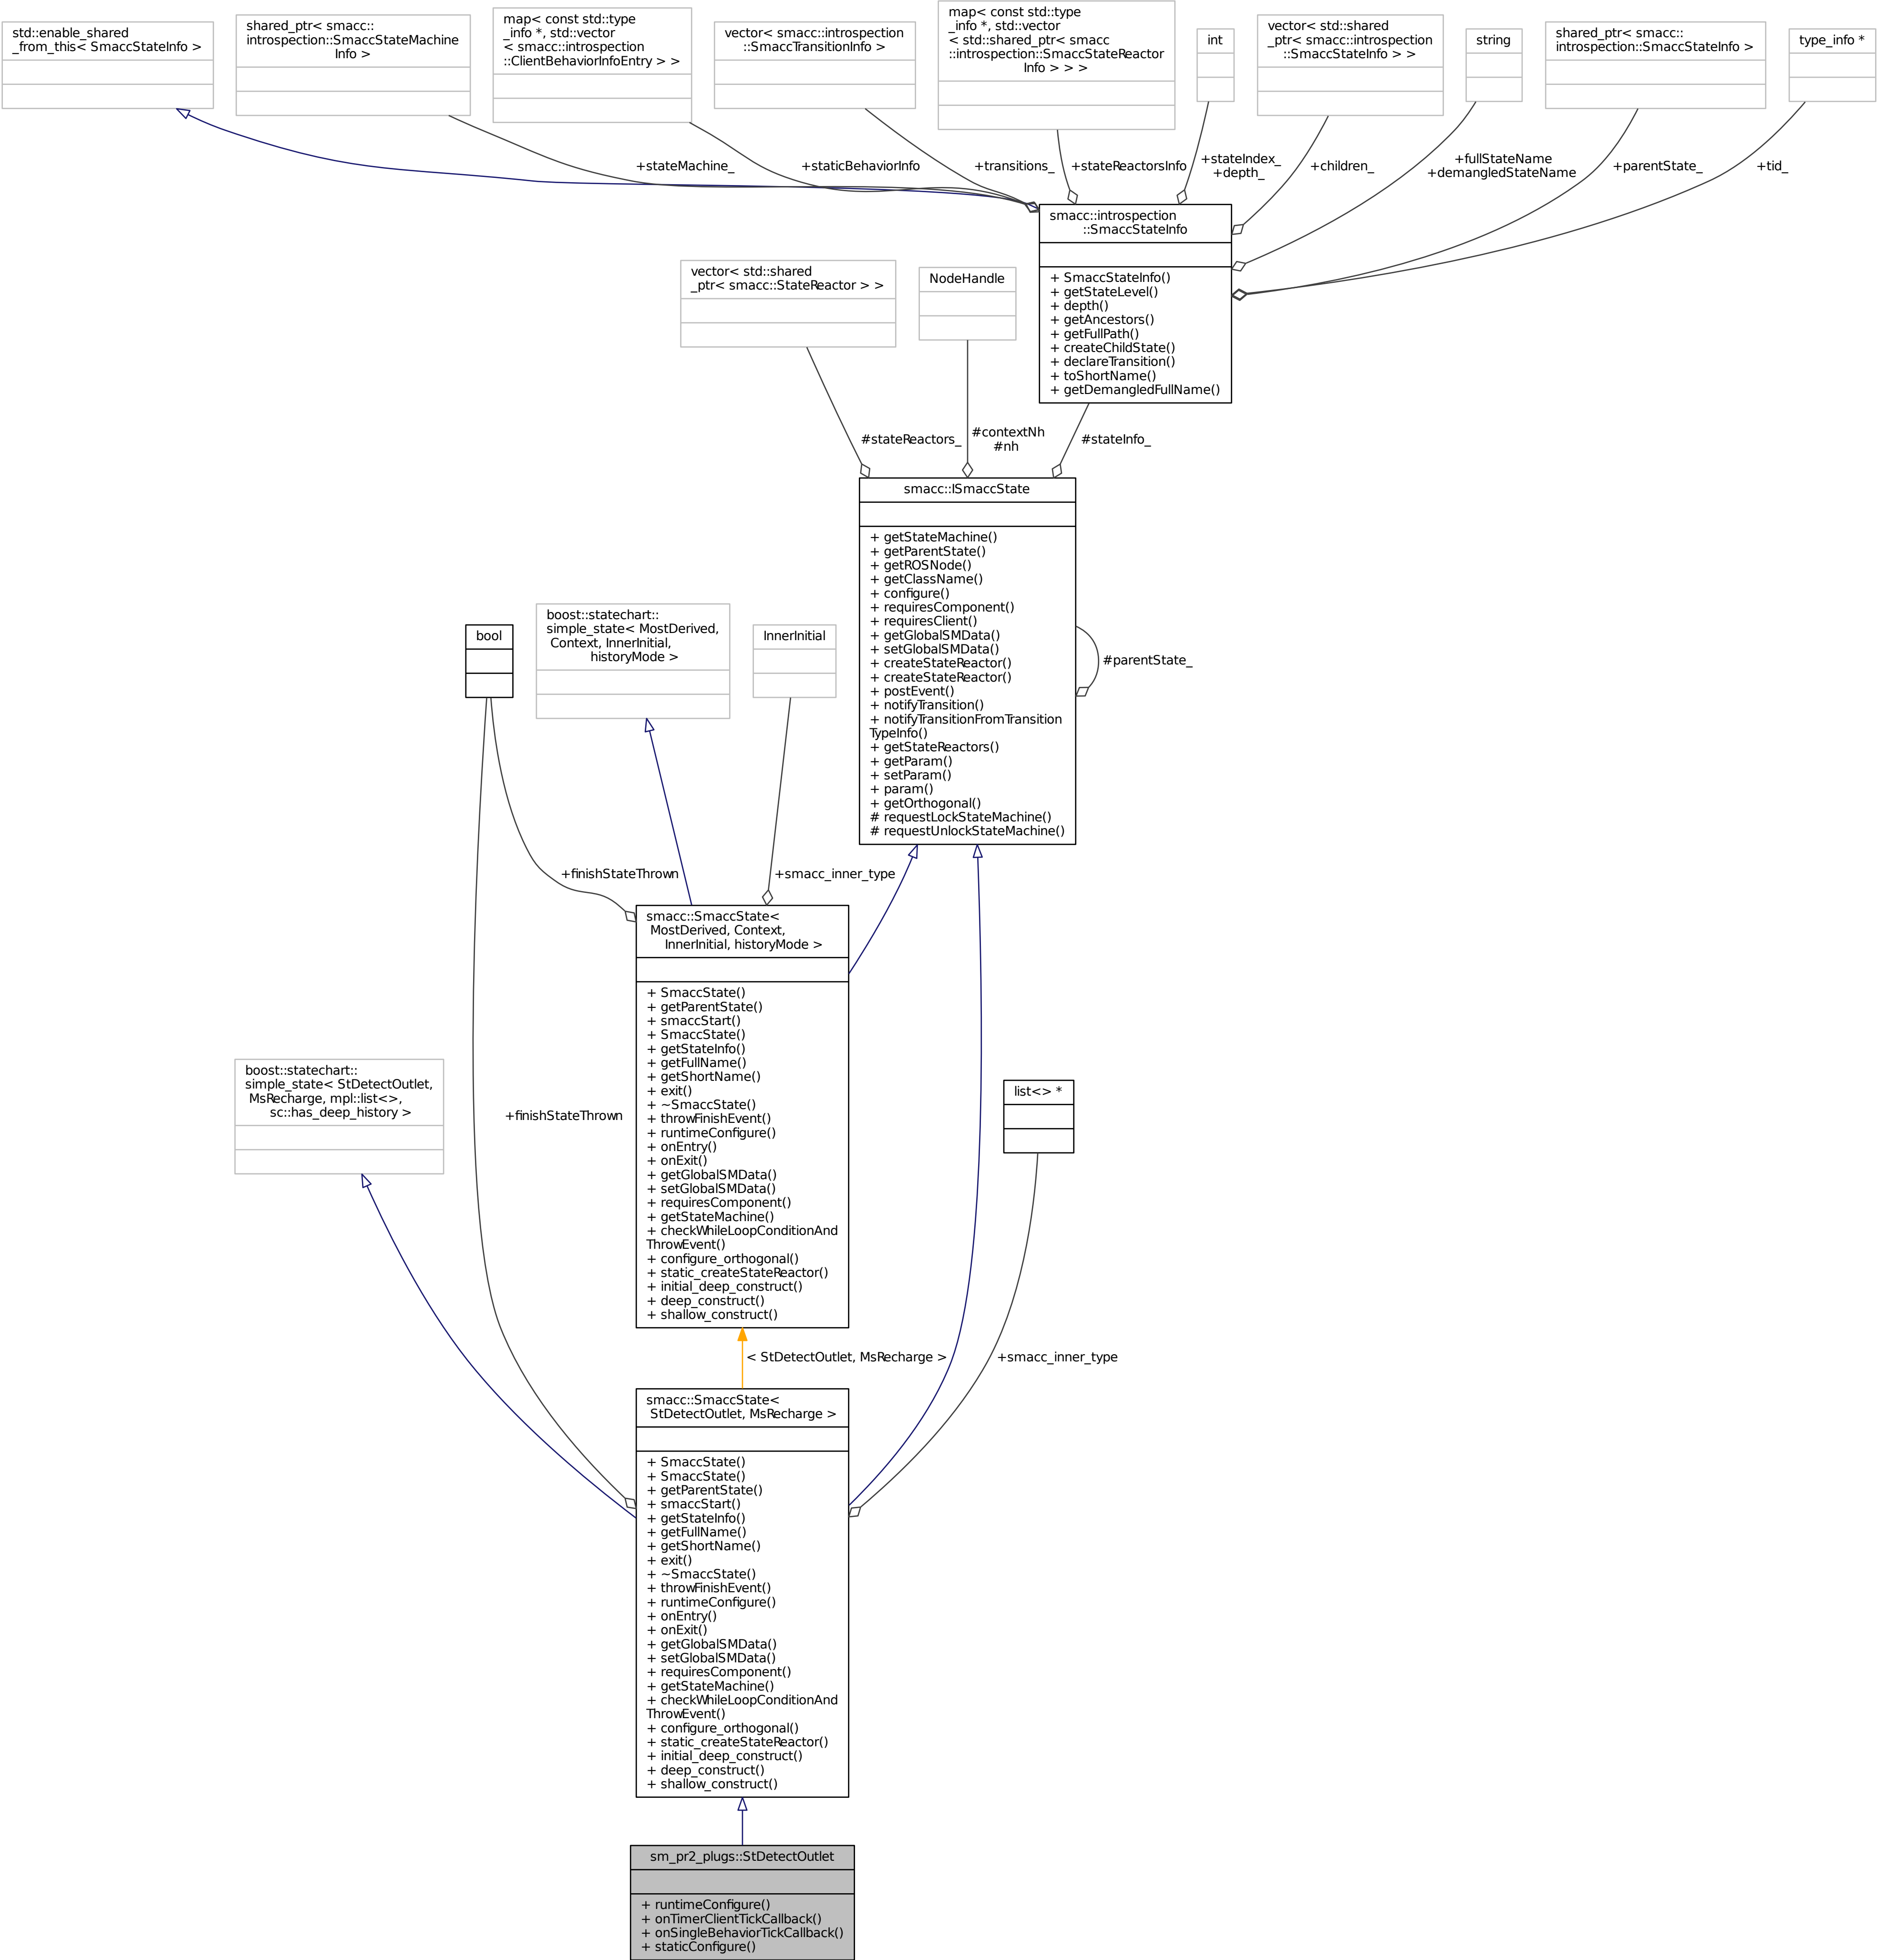 std::enable_shared
_from_this< SmaccStateInfo >
shared_ptr< smacc::
introspection::SmaccStateMachine
Info >
map< const std::type
_info *, std::vector
< smacc::introspection
::ClientBehaviorInfoEntry > >
vector< smacc::introspection
::SmaccTransitionInfo >
map< const std::type
_info *, std::vector
< std::shared_ptr< smacc
::introspection::SmaccStateReactor
Info > > >
int
vector< std::shared
_ptr< smacc::introspection
::SmaccStateInfo > >
string
shared_ptr< smacc::
introspection::SmaccStateInfo >
type_info *
+stateMachine_
+staticBehaviorInfo
+transitions_
+stateReactorsInfo
+stateIndex_
+depth_
+children_
+fullStateName
+demangledStateName
+parentState_
+tid_
smacc::introspection
::SmaccStateInfo
+ SmaccStateInfo()
+ getStateLevel()
+ depth()
+ getAncestors()
+ getFullPath()
+ createChildState()
+ declareTransition()
+ toShortName()
+ getDemangledFullName()
vector< std::shared
_ptr< smacc::StateReactor > >
NodeHandle
#stateReactors_
#contextNh
#nh
#stateInfo_
smacc::ISmaccState
+ getStateMachine()
+ getParentState()
+ getROSNode()
+ getClassName()
+ configure()
+ requiresComponent()
+ requiresClient()
+ getGlobalSMData()
+ setGlobalSMData()
+ createStateReactor()
+ createStateReactor()
+ postEvent()
+ notifyTransition()
+ notifyTransitionFromTransition
TypeInfo()
+ getStateReactors()
+ getParam()
+ setParam()
+ param()
+ getOrthogonal()
# requestLockStateMachine()
# requestUnlockStateMachine()
#parentState_
bool
boost::statechart::
simple_state< MostDerived,
Context, InnerInitial,
historyMode >
InnerInitial
+finishStateThrown
+smacc_inner_type
smacc::SmaccState<
MostDerived, Context,
InnerInitial, historyMode >
+ SmaccState()
+ getParentState()
+ smaccStart()
+ SmaccState()
+ getStateInfo()
+ getFullName()
+ getShortName()
+ exit()
+ ~SmaccState()
+ throwFinishEvent()
+ runtimeConfigure()
+ onEntry()
+ onExit()
+ getGlobalSMData()
+ setGlobalSMData()
+ requiresComponent()
+ getStateMachine()
+ checkWhileLoopConditionAnd
ThrowEvent()
+ configure_orthogonal()
+ static_createStateReactor()
+ initial_deep_construct()
+ deep_construct()
+ shallow_construct()
boost::statechart::
simple_state< StDetectOutlet,
MsRecharge, mpl::list<>,
sc::has_deep_history >
+finishStateThrown
list<> *
< StDetectOutlet, MsRecharge >
+smacc_inner_type
smacc::SmaccState<
StDetectOutlet, MsRecharge >
+ SmaccState()
+ SmaccState()
+ getParentState()
+ smaccStart()
+ getStateInfo()
+ getFullName()
+ getShortName()
+ exit()
+ ~SmaccState()
+ throwFinishEvent()
+ runtimeConfigure()
+ onEntry()
+ onExit()
+ getGlobalSMData()
+ setGlobalSMData()
+ requiresComponent()
+ getStateMachine()
+ checkWhileLoopConditionAnd
ThrowEvent()
+ configure_orthogonal()
+ static_createStateReactor()
+ initial_deep_construct()
+ deep_construct()
+ shallow_construct()
sm_pr2_plugs::StDetectOutlet
+ runtimeConfigure()
+ onTimerClientTickCallback()
+ onSingleBehaviorTickCallback()
+ staticConfigure()